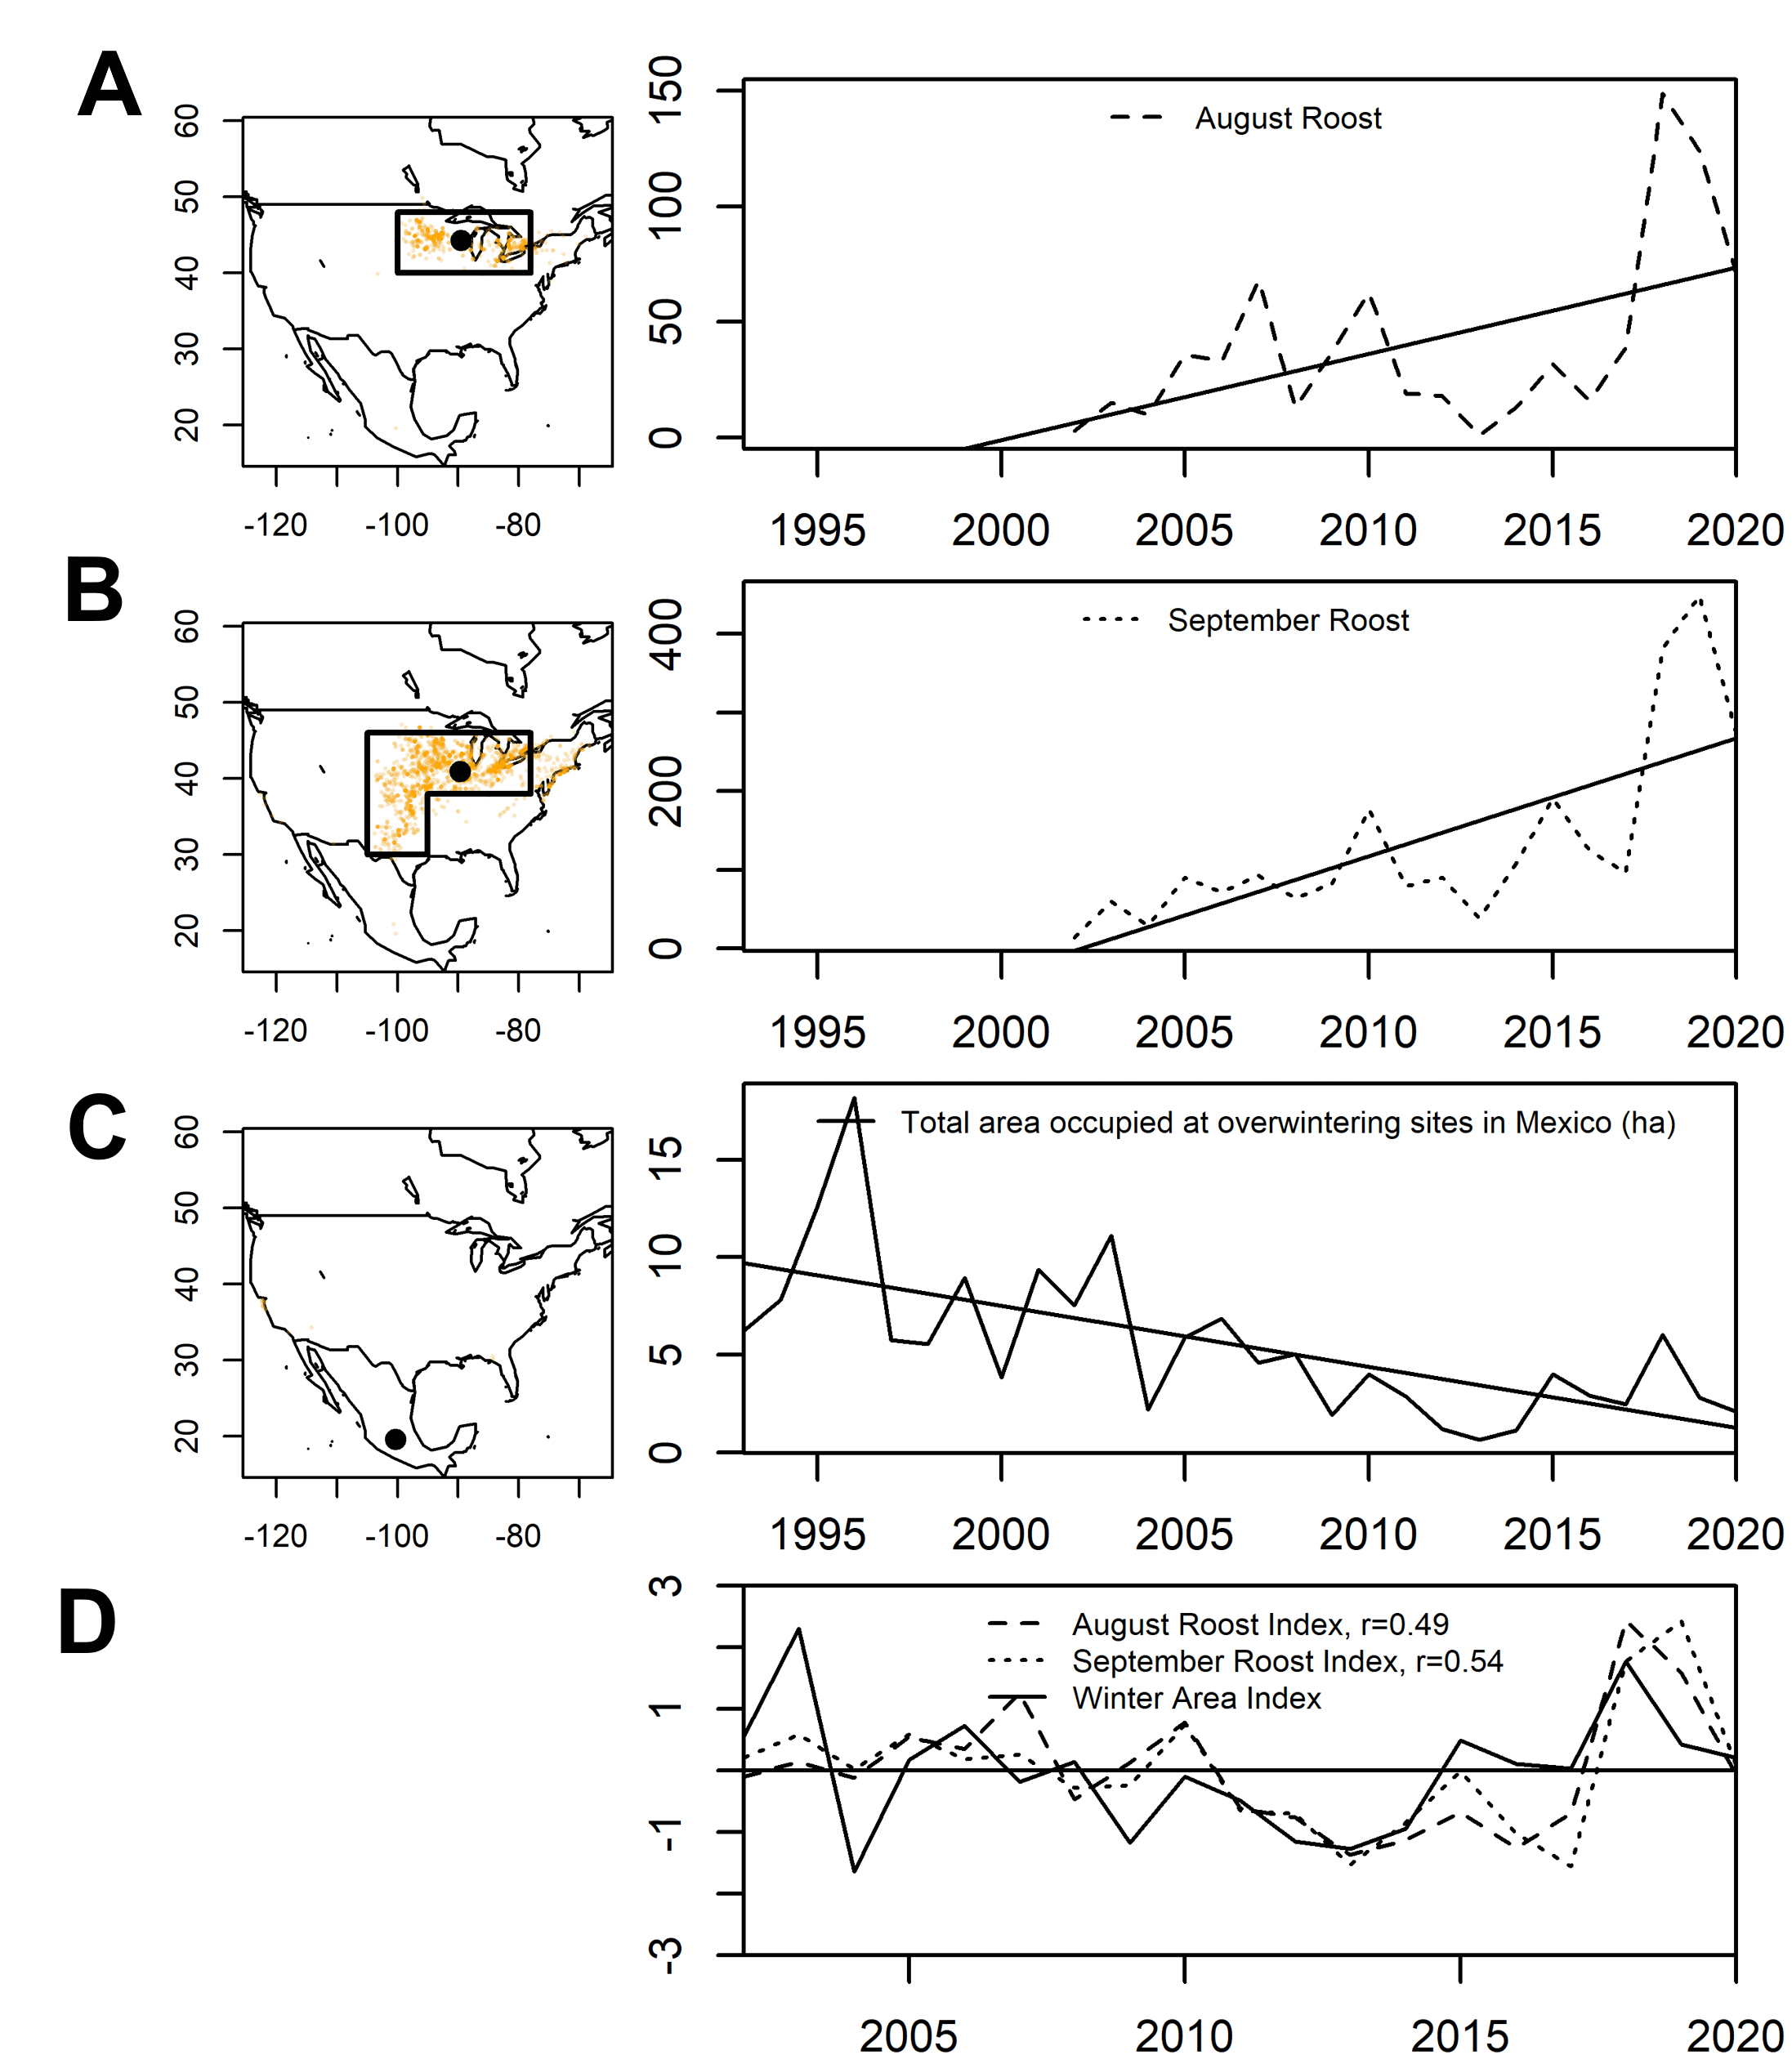 A
60
50
40
30
20
-120 -100 -80
150
100
50
0
August Roost
1995 2000 2005 2010 2015 2020
B
60
50
40
30
20
-120 -100 -80
400
200
0
September Roost
1995 2000 2005 2010 2015 2020
C
60
50
40
30
20
-120 -100 -80
15
10
5
0
Total area occupied at overwintering sites in Mexico (ha)
1995 2000 2005 2010 2015 2020
D
3
1
-1
-3
August Roost Index, r=0.49
September Roost Index, r=0.54
Winter Area Index
2005 2010 2015 2020